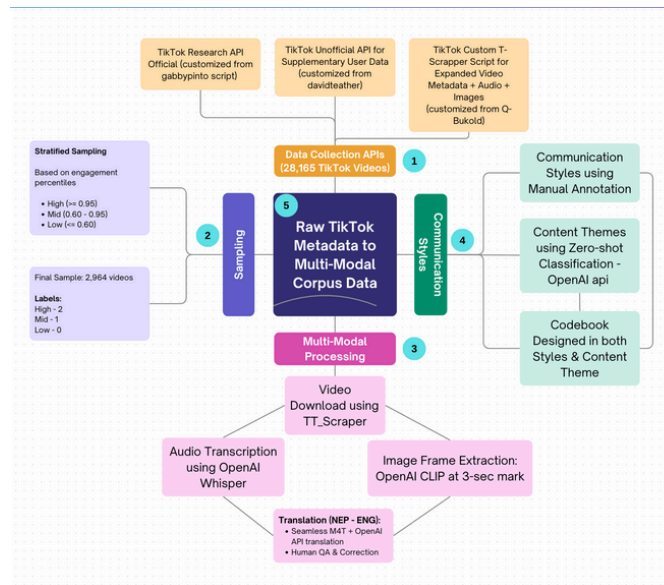 TikTok Research API
Official (customized from
gabbypinto script)
TikTok Unofficial API for
Supplementary User Data
(customized from
davidteather)
TikTok Custom T-
Scrapper Script for
Expanded Video
Metadata + Audio +
Images
(customized from Q-
Bukold)
Data Collection APIs
(28,165 TikTok Videos)
1
Stratified Sampling
Based on engagement
percentiles
• High (>= 0.95)
• Mid (0.60 - 0.95)
• Low (<= 0.60)
Final Sample: 2,964 videos
Labels:
High - 2
Mid - 1
Low - 0
2
Sampling
5
Raw TikTok
Metadata to
Multi-Modal
Corpus Data
Communication
Styles
4
Communication
Styles using
Manual Annotation
Content Themes
using Zero-shot
Classification -
OpenAI api
Codebook
Designed in both
Styles & Content
Theme
Multi-Modal
Processing
3
Video
Download using
TT_Scraper
Audio Transcription
using OpenAI
Whisper
Image Frame Extraction:
OpenAI CLIP at 3-sec mark
Translation (NEP - ENG):
• Seamless M4T + OpenAI
API translation
• Human QA & Correction